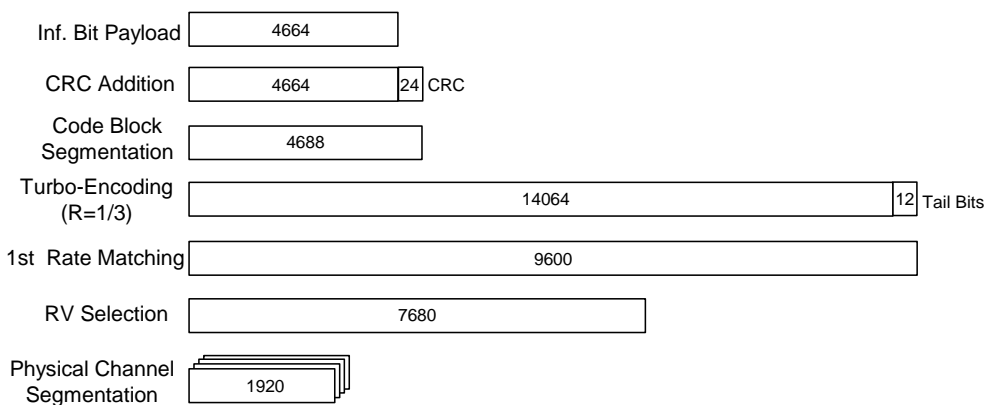 Inf. Bit Payload 4664
CRC Addition 4664 24 CRC
Code Block
Segmentation 4688
Turbo-Encoding
(R=1/3) 14064 12 Tail Bits
1st Rate Matching 9600
RV Selection 7680
Physical Channel
Segmentation 1920